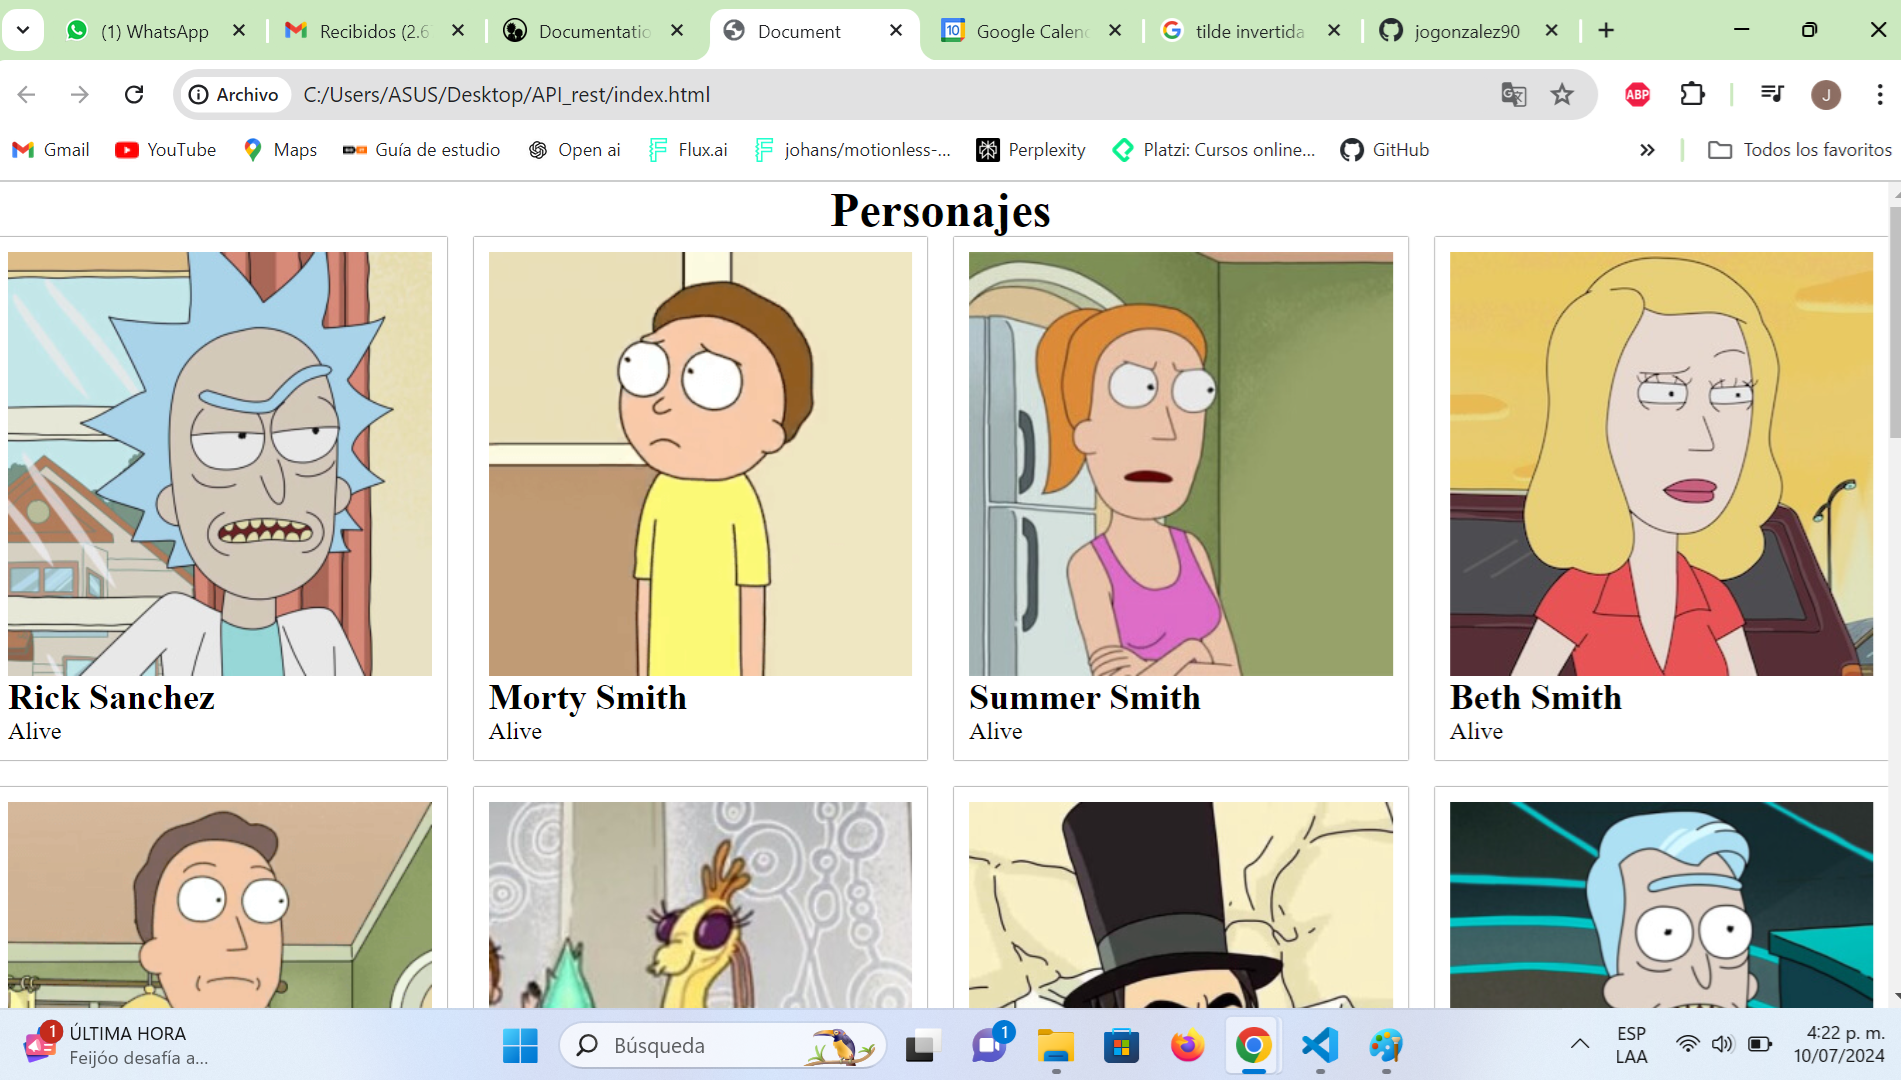 (1) WhatsApp
Recibidos (2.6
Documentatio
Document
Google Calend
tilde invertida
jogonzalez90
Archivo
C:/Users/ASUS/Desktop/API_rest/index.html
ABP
J
Gmail
YouTube
Maps
Guía de estudio
Open ai
Flux.ai
johans/motionless-...
Perplexity
Platzi: Cursos online...
GitHub
Todos los favoritos
Personajes
Rick Sanchez
Alive
Morty Smith
Alive
Summer Smith
Alive
Beth Smith
Alive
1
ÚLTIMA HORA
Feijóo desafía a...
Búsqueda
1
ESP
LAA
4:22 p. m.
10/07/2024